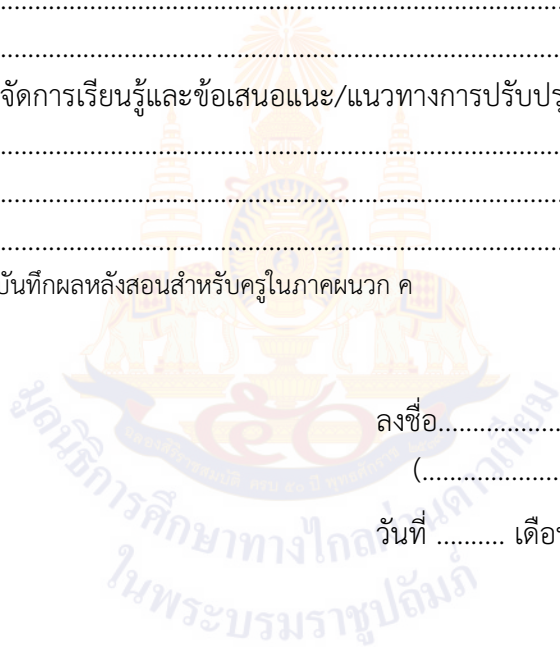 ................................................................................
............................... ................................................
จัดการเรียนรู้และข้อเสนอแนะ/แนวทางการปรับปรุ
..................................... ..........................................
................................................................................
................................................................................
บันทึกผลหลังสอนสำหรับครูในภาคผนวก ค
ลงชื่อ..................
(....................
วันที่ .......... เดือ
๕๐
มูลนิธิการศึกษาทางไกลผ่านดาวเทียม
ในพระบรมราชูปถัมภ์